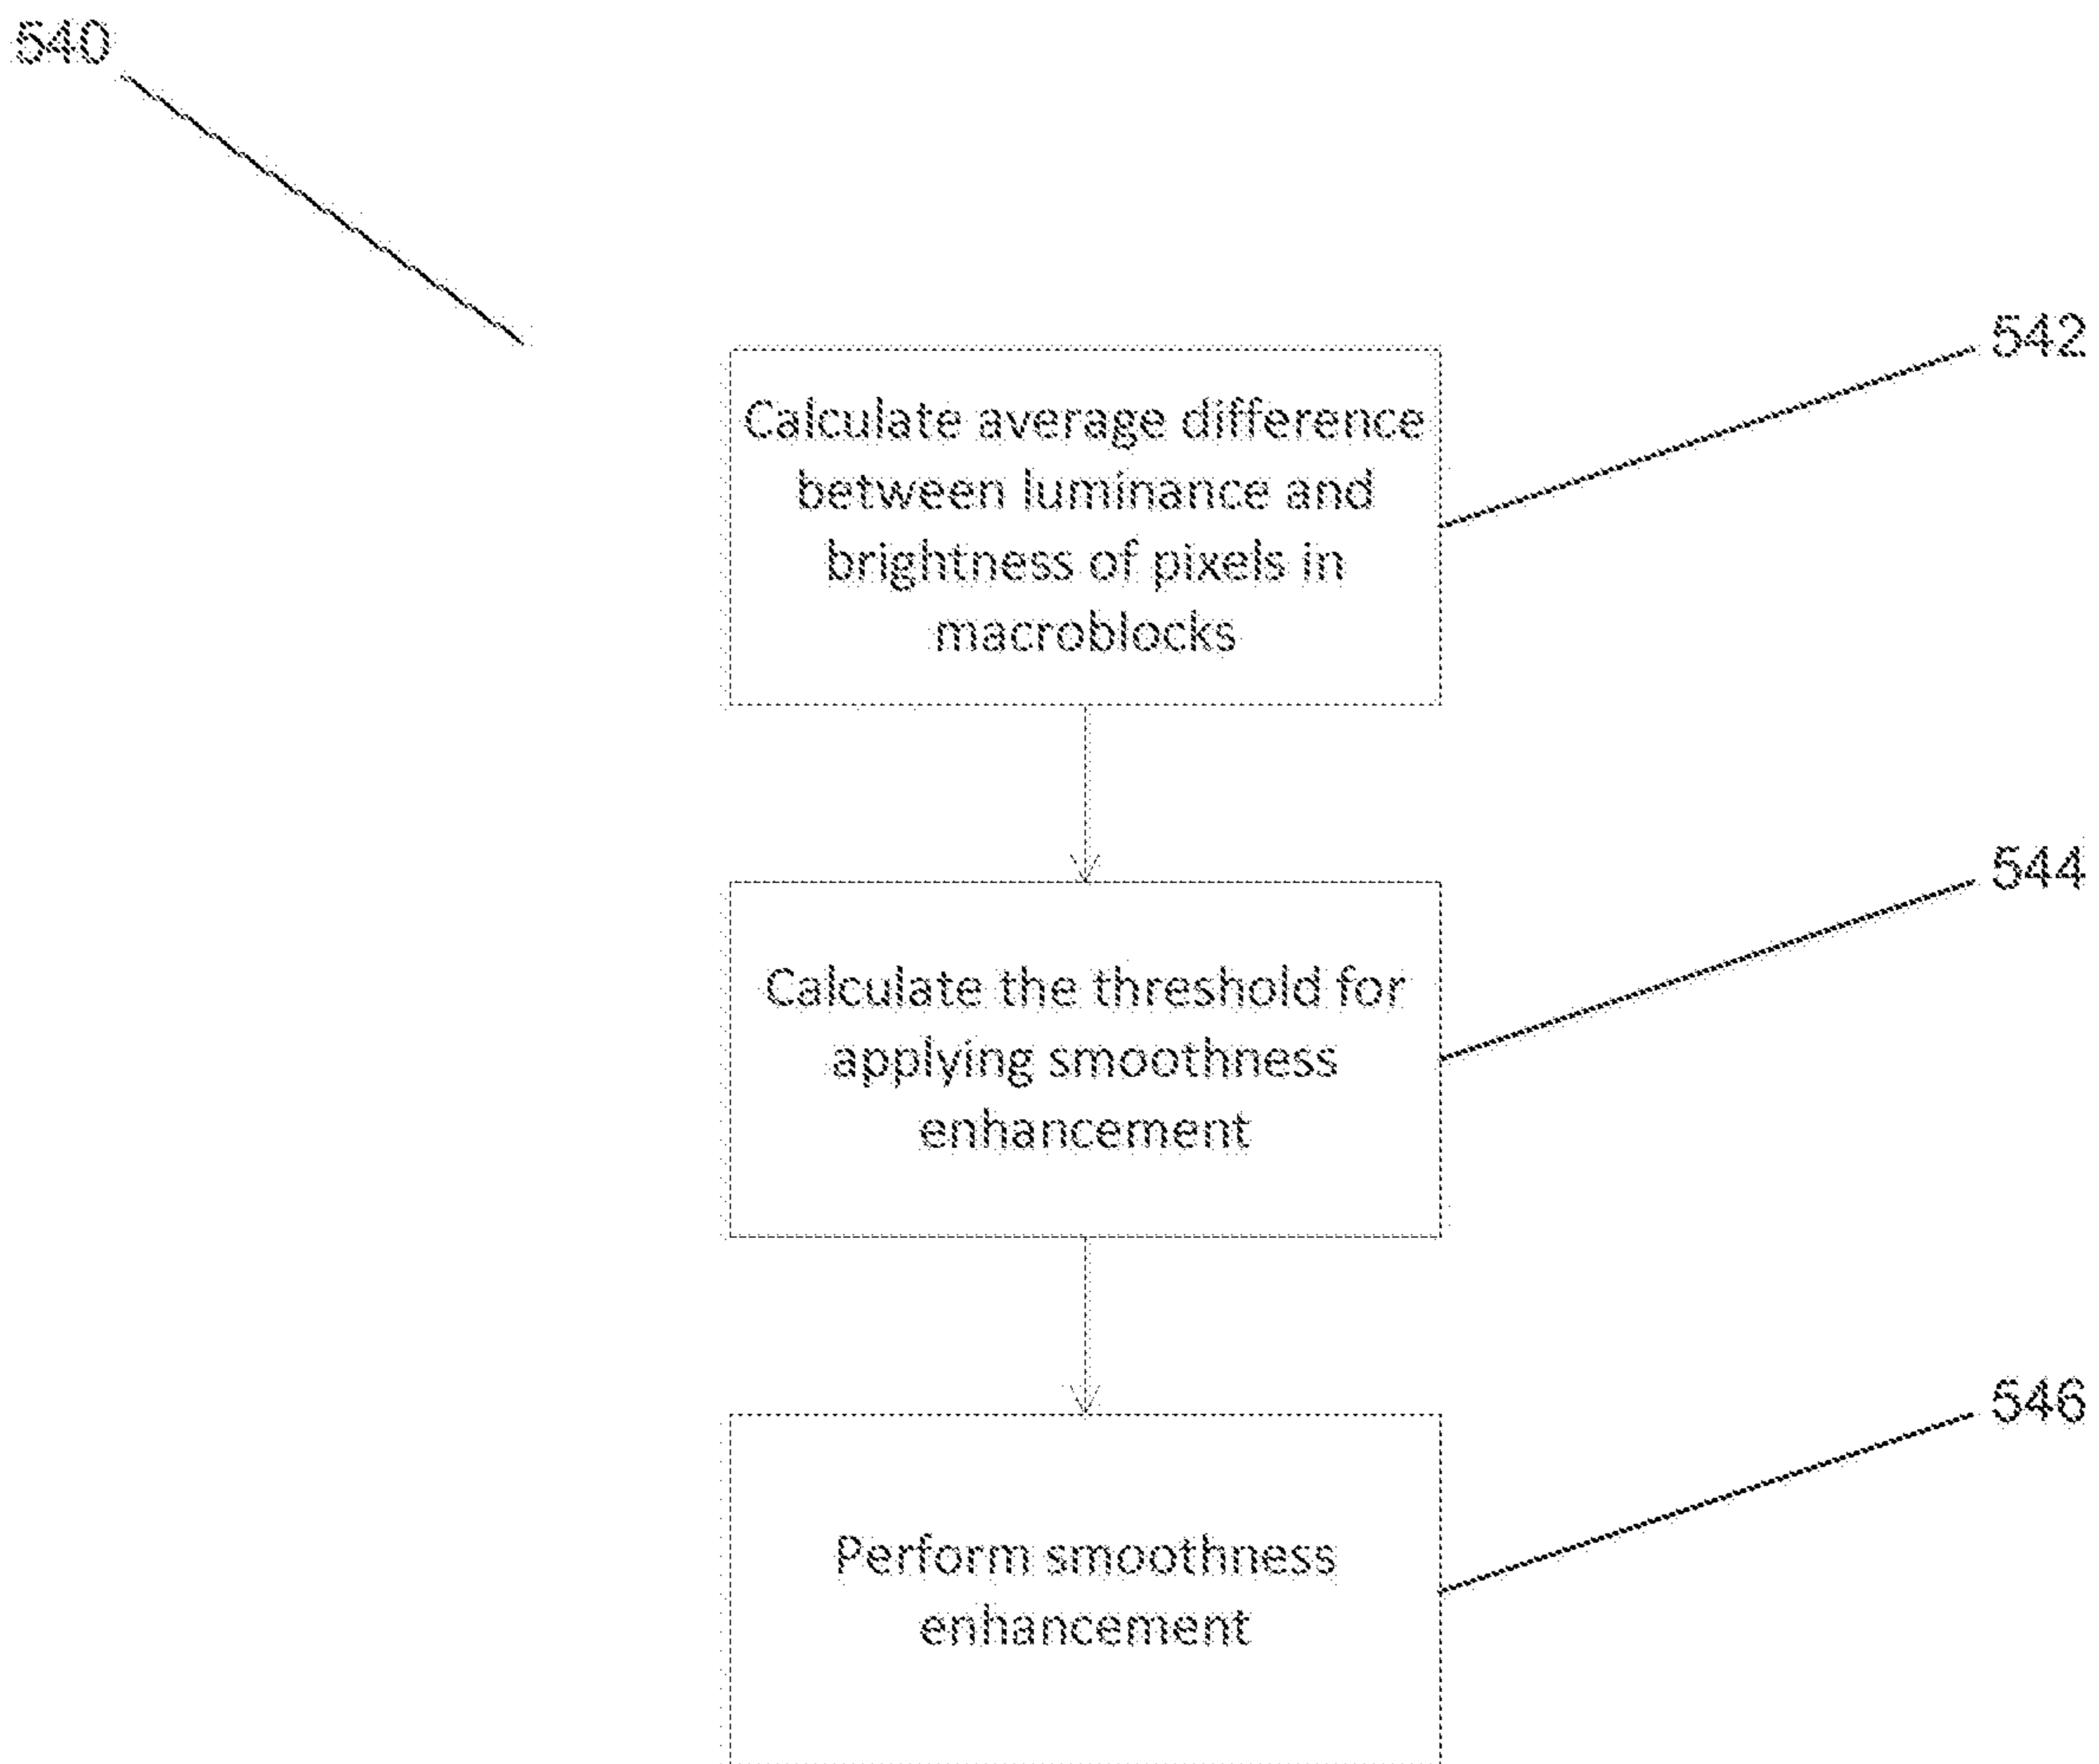 540
542
Calculate average difference
between luminance and
brightness of pixels in
macroblocks
544
Calculate the threshold for
applying smoothness
enhancement
546
Perform smoothness
enhancement